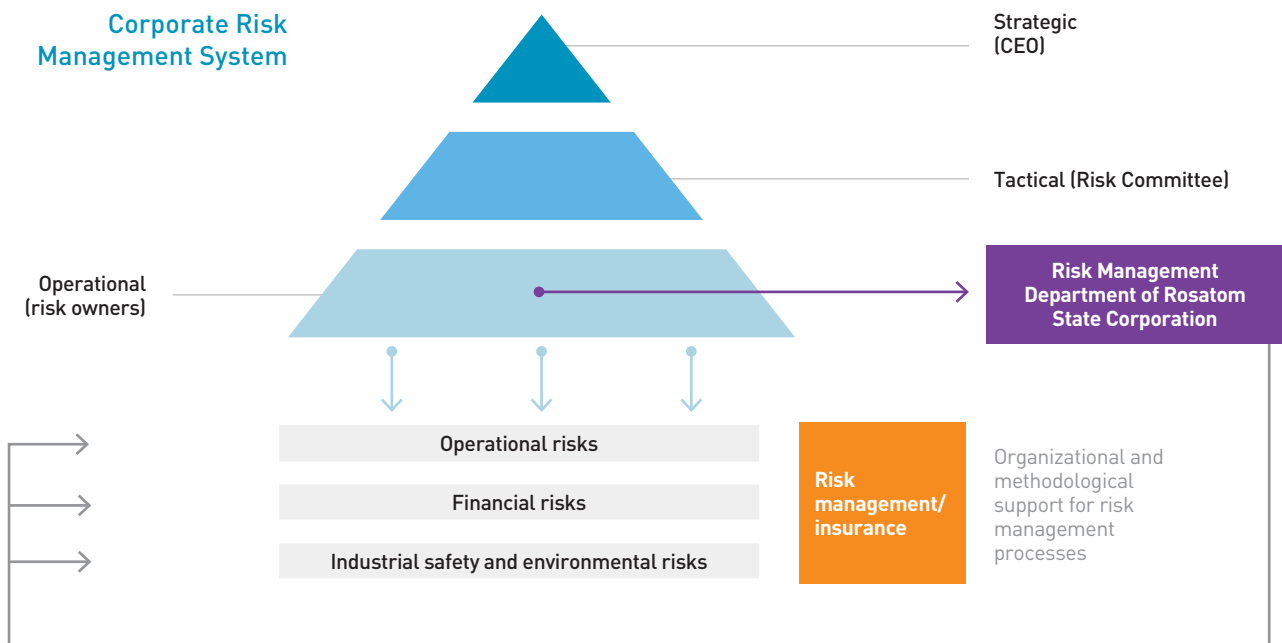 Corporate Risk
Management System
Strategic
(CEO)
Tactical (Risk Committee)
Operational
(risk owners)
Risk Management
Department of Rosatom
State Corporation
Operational risks
Financial risks
Industrial safety and environmental risks
Risk
management/
insurance
Organizational and
methodological
support for risk
management
processes